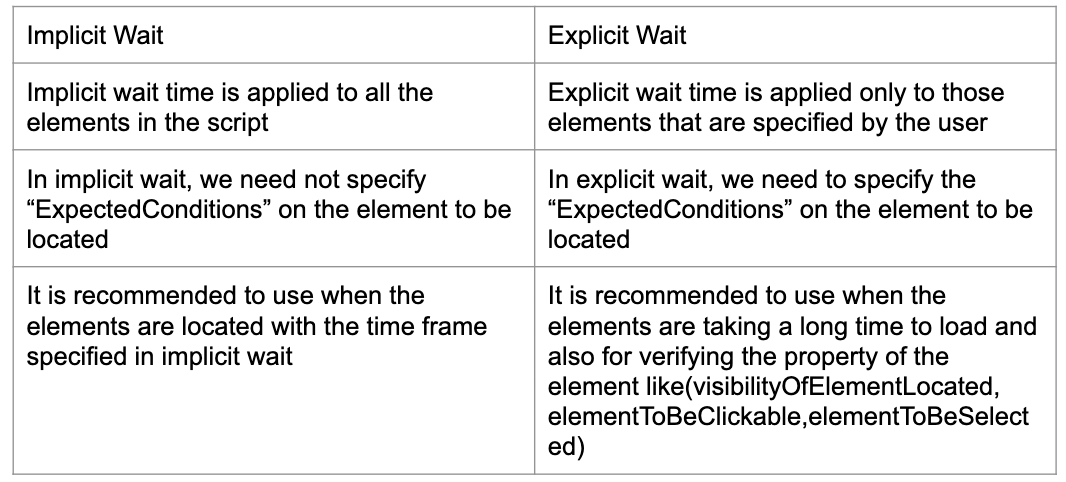 Implicit Wait
Explicit Wait
Implicit wait time is applied to all the
elements in the script
Explicit wait time is applied only to those
elements that are specified by the user
In implicit wait, we need not specify
“ExpectedConditions” on the element to be
located
In explicit wait, we need to specify the
“ExpectedConditions” on the element to be
located
It is recommended to use when the
elements are located with the time frame
specified in implicit wait
It is recommended to use when the
elements are taking a long time to load and
also for verifying the property of the
element like(visibilityOfElementLocated,
elementToBeClickable,elementToBeSelect
ed)